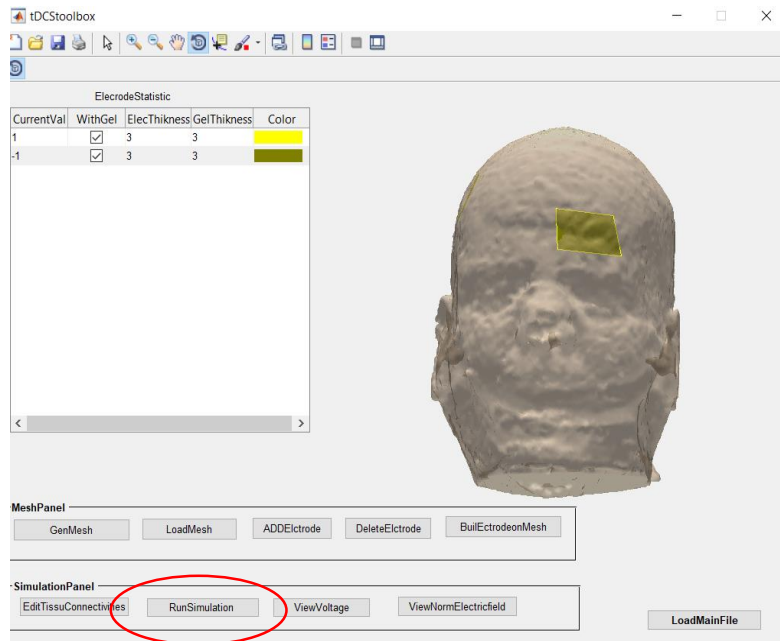 tDCStoolbox
ElecrodeStatistic
CurrentVal WithGel ElecThikness GelThikness Color
1 3 3
-1 3 3
MeshPanel
GenMesh LoadMesh ADDElctrode DeleteElctrode BuilEctrodeonMesh
SimulationPanel
EditTissuConnectivities RunSimulation ViewVoltage ViewNormElectricfield
LoadMainFile